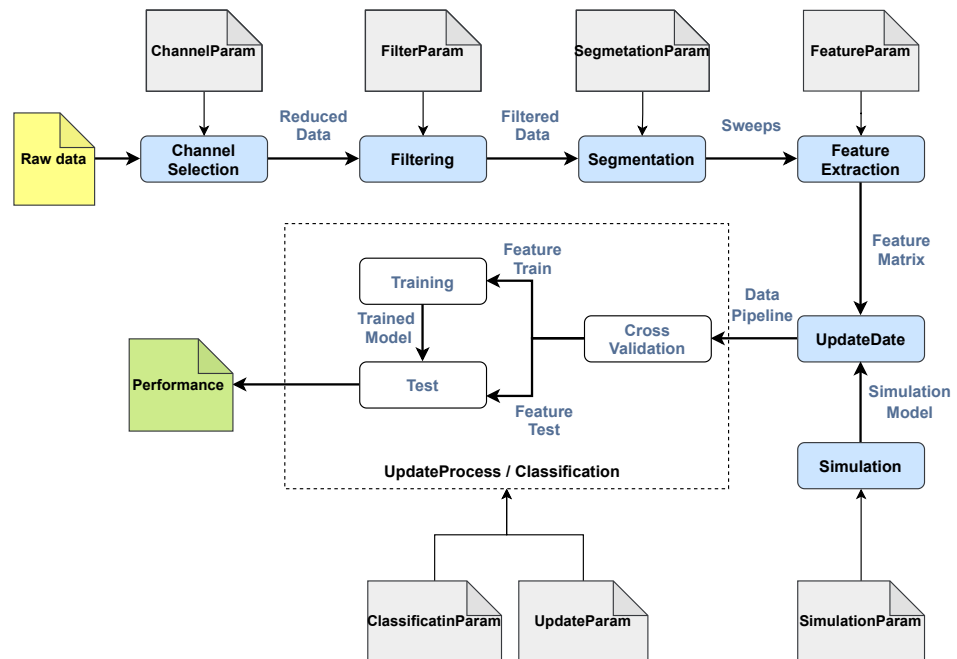 ChannelParam
FilterParam
SegmetationParam
FeatureParam
Raw data
Channel
Selection
Reduced
Data
Filtering
Filtered
Data
Segmentation
Sweeps
Feature
Extraction
Feature
Matrix
Feature
Train
Training
Trained
Model
Test
Feature
Test
Cross
Validation
Data
Pipeline
UpdateDate
Performance
Simulation
Model
Simulation
UpdateProcess / Classification
ClassificatinParam
UpdateParam
SimulationParam